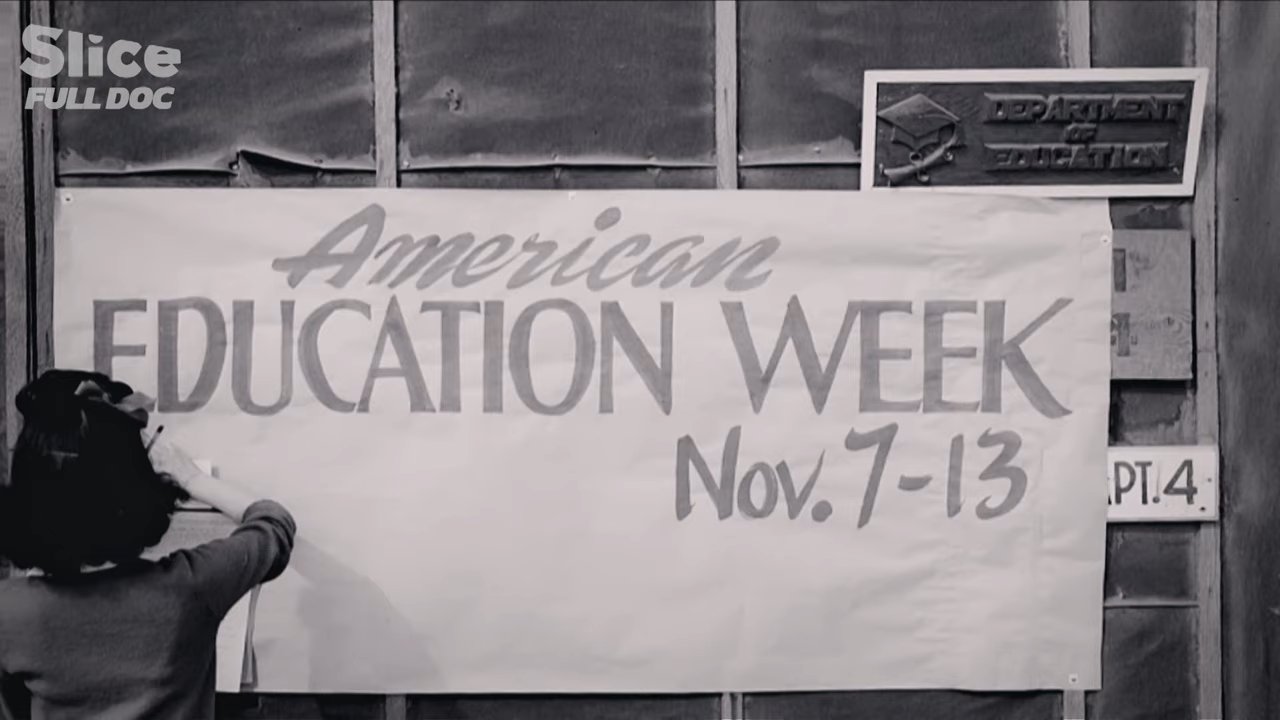 Slice
FULL DOC
DEPARTMENT
OF
EDUCATION
American
EDUCATION WEEK
Nov. 7-13
APT. 4